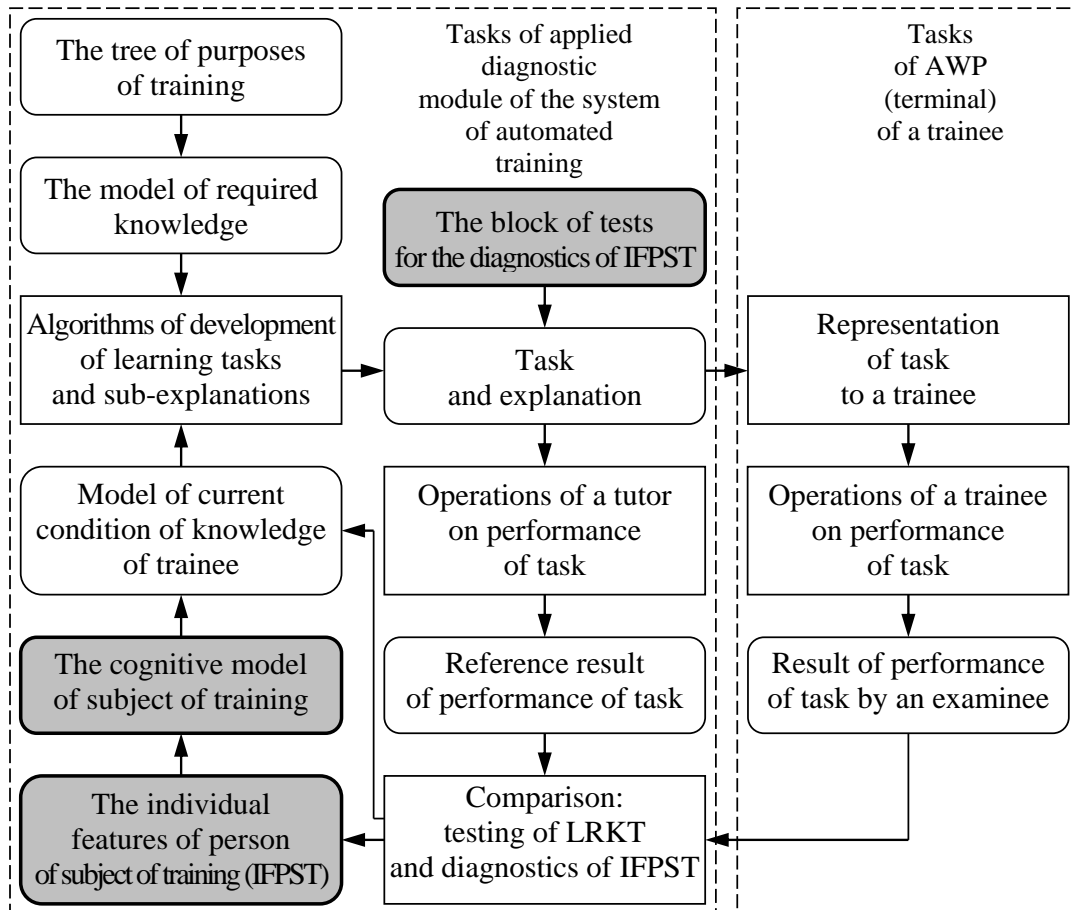 The tree of purposes
of training
The model of required
knowledge
Algorithms of development
of learning tasks
and sub-explanations
Model of current
condition of knowledge
of trainee
The cognitive model
of subject of training
The individual
features of person
of subject of training (IFPST)
Tasks of applied
diagnostic
module of the system
of automated
training
The block of tests
for the diagnostics of IFPST
Task
and explanation
Operations of a tutor
on performance
of task
Reference result
of performance of task
Comparison:
testing of LRKT
and diagnostics of IFPST
Tasks
of AWP
(terminal)
of a trainee
Representation
of task
to a trainee
Operations of a trainee
on performance
of task
Result of performance
of task by an examinee